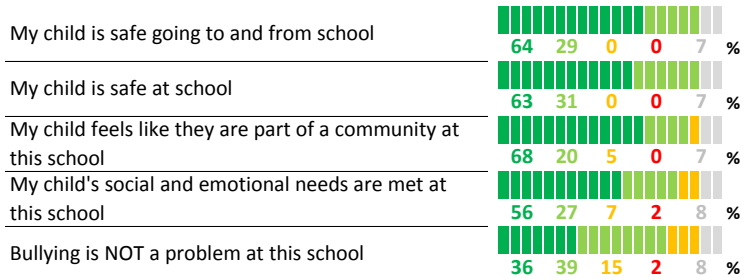 My child is safe going to and from school
64 29 0 0 7 %
My child is safe at school
63 31 0 0 7 %
My child feels like they are part of a community at
this school
68 20 5 0 7 %
My child's social and emotional needs are met at
this school
56 27 7 2 8 %
Bullying is NOT a problem at this school
36 39 15 2 8 %